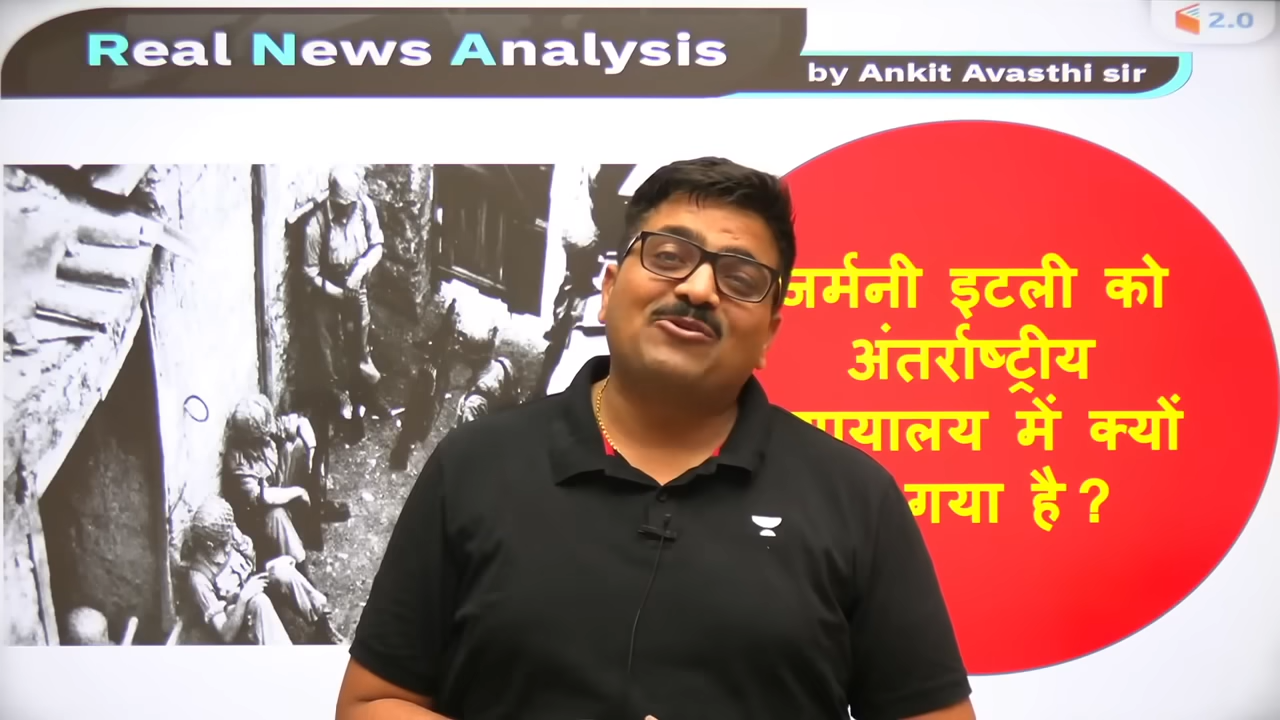 Real News Analysis
by Ankit Avasthi sir
2.0
जर्मनी इटली को
अंतर्राष्ट्रीय
में क्यों
गया है ?